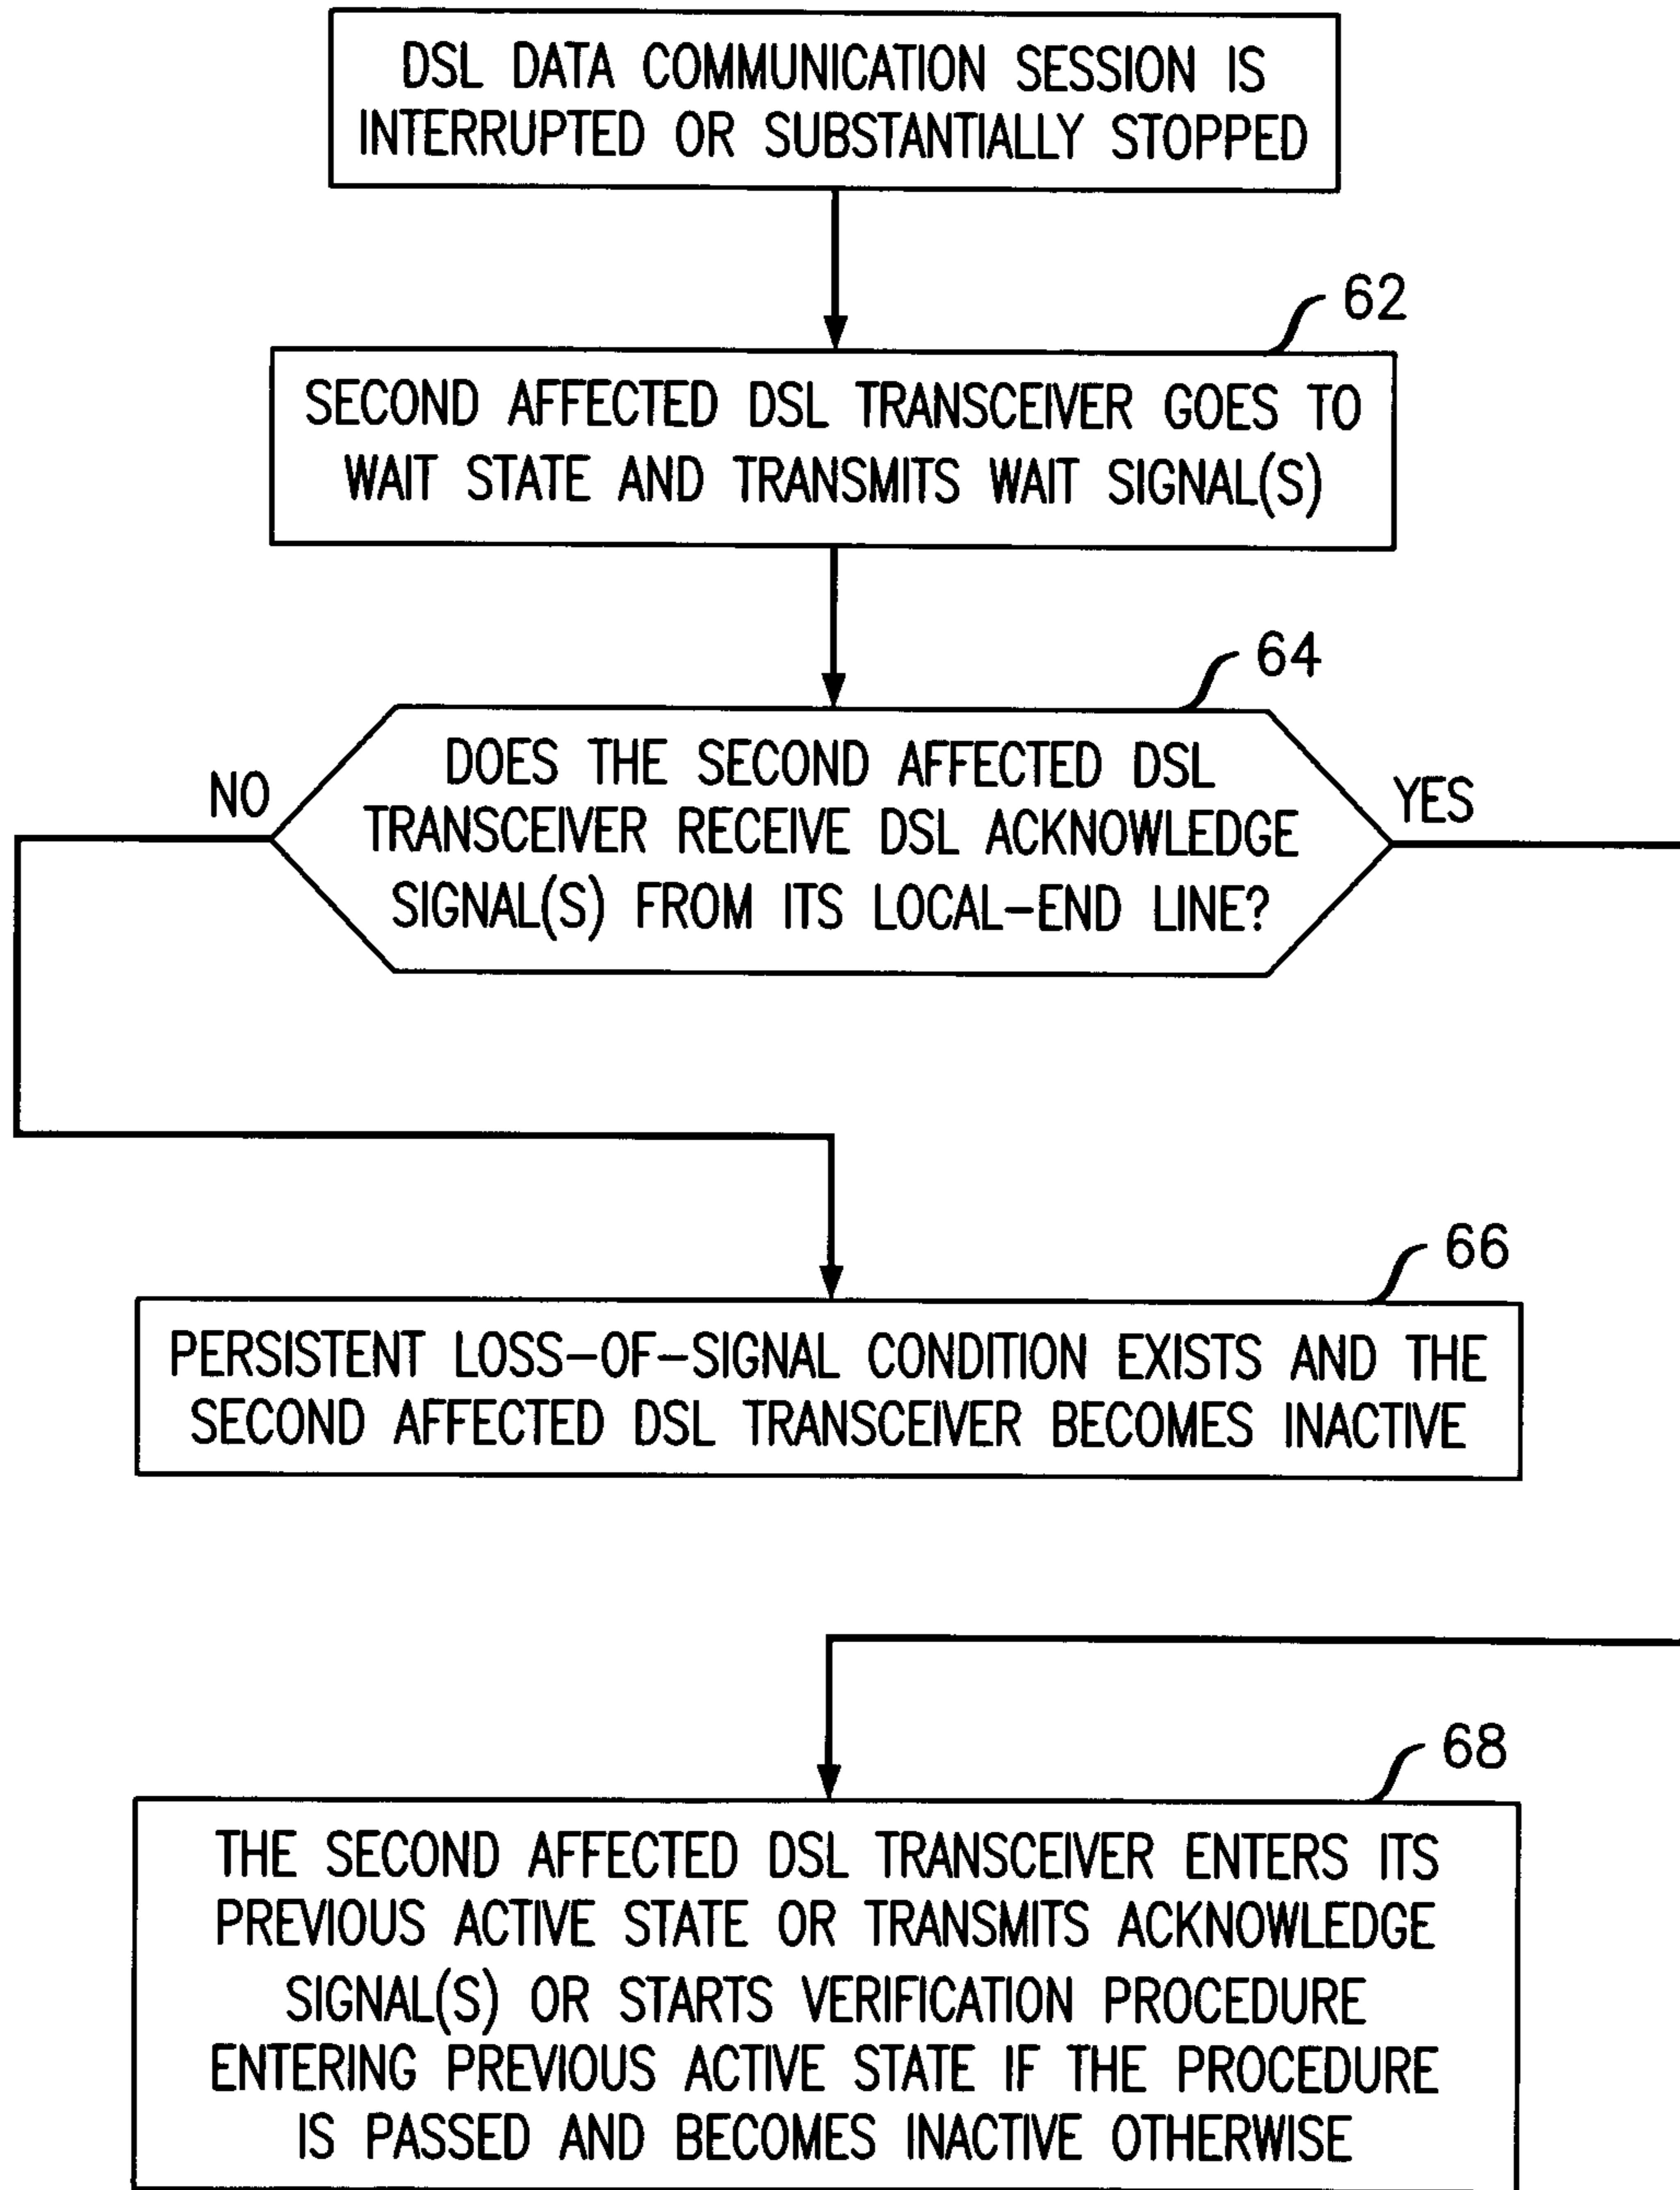 DSL DATA COMMUNICATION SESSION IS
INTERRUPTED OR SUBSTANTIALLY STOPPED
62
SECOND AFFECTED DSL TRANSCEIVER GOES TO
WAIT STATE AND TRANSMITS WAIT SIGNAL(S)
64
NO
DOES THE SECOND AFFECTED DSL
TRANSCEIVER RECEIVE DSL ACKNOWLEDGE
SIGNAL(S) FROM ITS LOCAL-END LINE?
YES
66
PERSISTENT LOSS-OF-SIGNAL CONDITION EXISTS AND THE
SECOND AFFECTED DSL TRANSCEIVER BECOMES INACTIVE
68
THE SECOND AFFECTED DSL TRANSCEIVER ENTERS ITS
PREVIOUS ACTIVE STATE OR TRANSMITS ACKNOWLEDGE
SIGNAL(S) OR STARTS VERIFICATION PROCEDURE
ENTERING PREVIOUS ACTIVE STATE IF THE PROCEDURE
IS PASSED AND BECOMES INACTIVE OTHERWISE